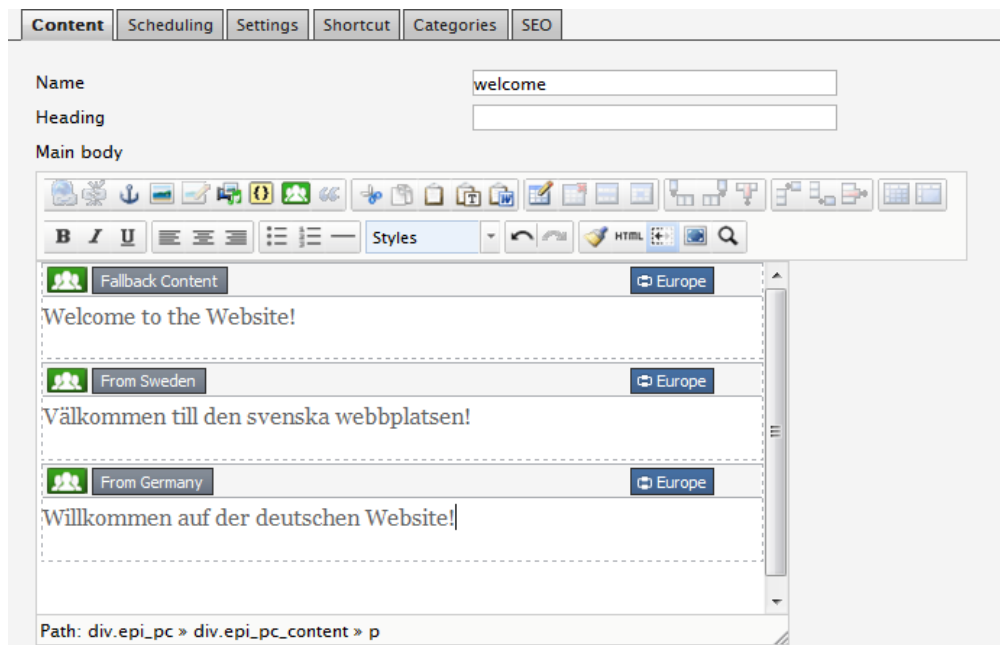 Content Scheduling Settings Shortcut Categories SEO
Name welcome
Heading
Main body
B I U Styles HTML
Fallback Content Europe
Welcome to the Website!
From Sweden Europe
Välkommen till den svenska webbplatsen!
From Germany Europe
Willkommen auf der deutschen Website!
Path: div.epi_pc » div.epi_pc_content » p